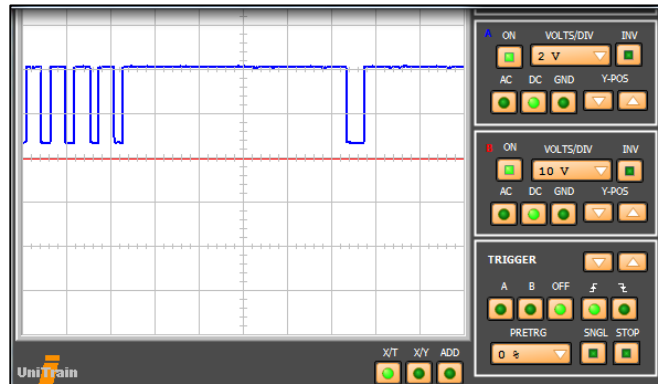 A ON VOLTS/DIV INV
2 V
AC DC GND Y-POS
B ON VOLTS/DIV INV
10 V
AC DC GND Y-POS
TRIGGER
A B OFF
PRETRG SNGL STOP
0 %
X/T X/Y ADD
UniTrain